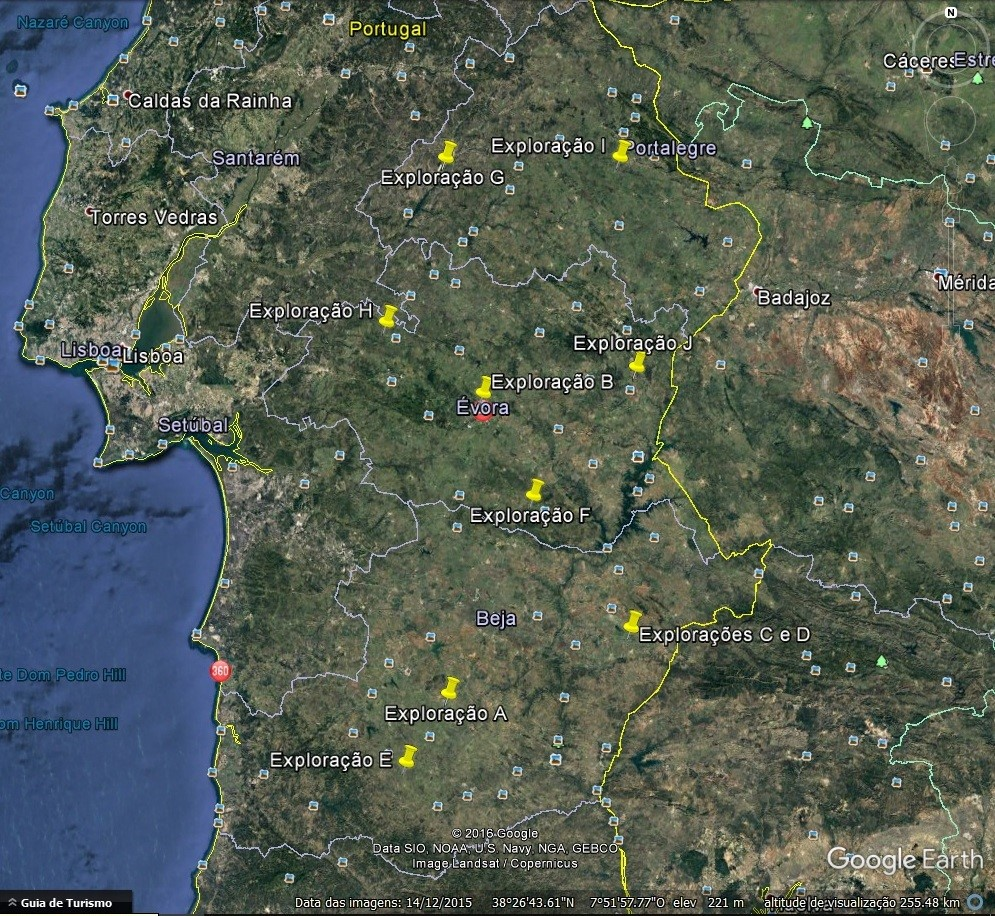 Nazaré Canyon
Portugal
N
Cáceres
Estre
Caldas da Rainha
Exploração I
Portalegre
Santarém
Exploração G
Torres Vedras
Mérida
Badajoz
Exploração H
Lisboa
Lisboa
Exploração J
Exploração B
Évora
Setúbal
Canyon
Exploração F
Setúbal Canyon
Beja
Explorações C e D
te Dom Pedro Hill
360
Exploração A
om Henrique Hill
Exploração E
© 2016 Google
Data SIO, NOAA, U.S. Navy, NGA, GEBCO
Image Landsat / Copernicus
Google Earth
Guia de Turismo
Data das imagens: 14/12/2015 38°26'43.61"N 7°51'57.77"O elev 221 m altitude de visualização 255.48 km